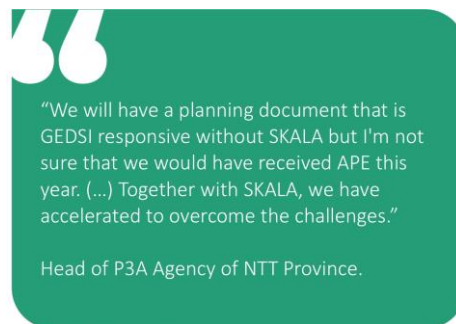 “We will have a planning document that is
GEDSI responsive without SKALA but I'm not
sure that we would have received APE this
year. (...) Together with SKALA, we have
accelerated to overcome the challenges.”
Head of P3A Agency of NTT Province.